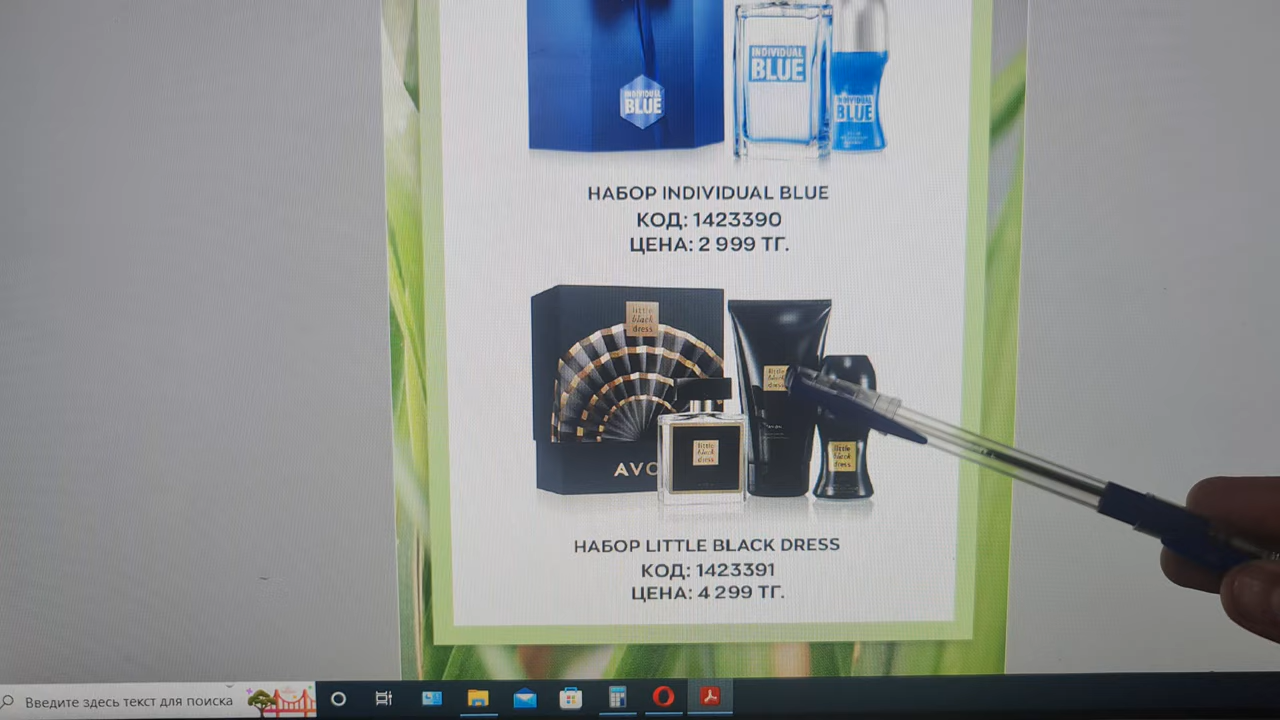 INDIVIDUAL
BLUE
INDIVIDUAL
BLUE
INDIVIDUAL
BLUE
НАБОР INDIVIDUAL BLUE
КОД: 1423390
ЦЕНА: 2 999 ТГ.
little
black
dress
little
black
dress
AVO
little
black
dress
little
black
dress
НАБОР LITTLE BLACK DRESS
КОД: 1423391
ЦЕНА: 4 299 ТГ.
Введите здесь текст для поиска